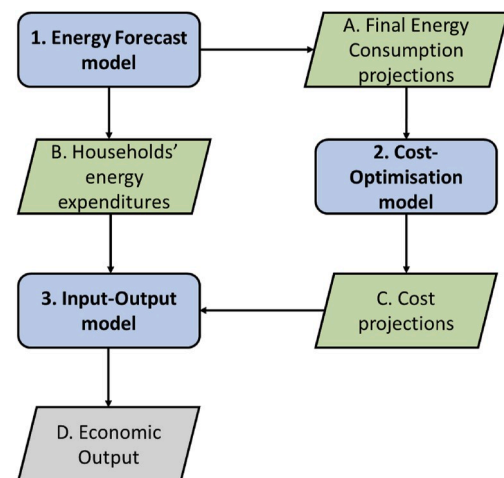 1. Energy Forecast
model
A. Final Energy
Consumption
projections
B. Households’
energy
expenditures
2. Cost-
Optimisation
model
3. Input-Output
model
C. Cost
projections
D. Economic
Output